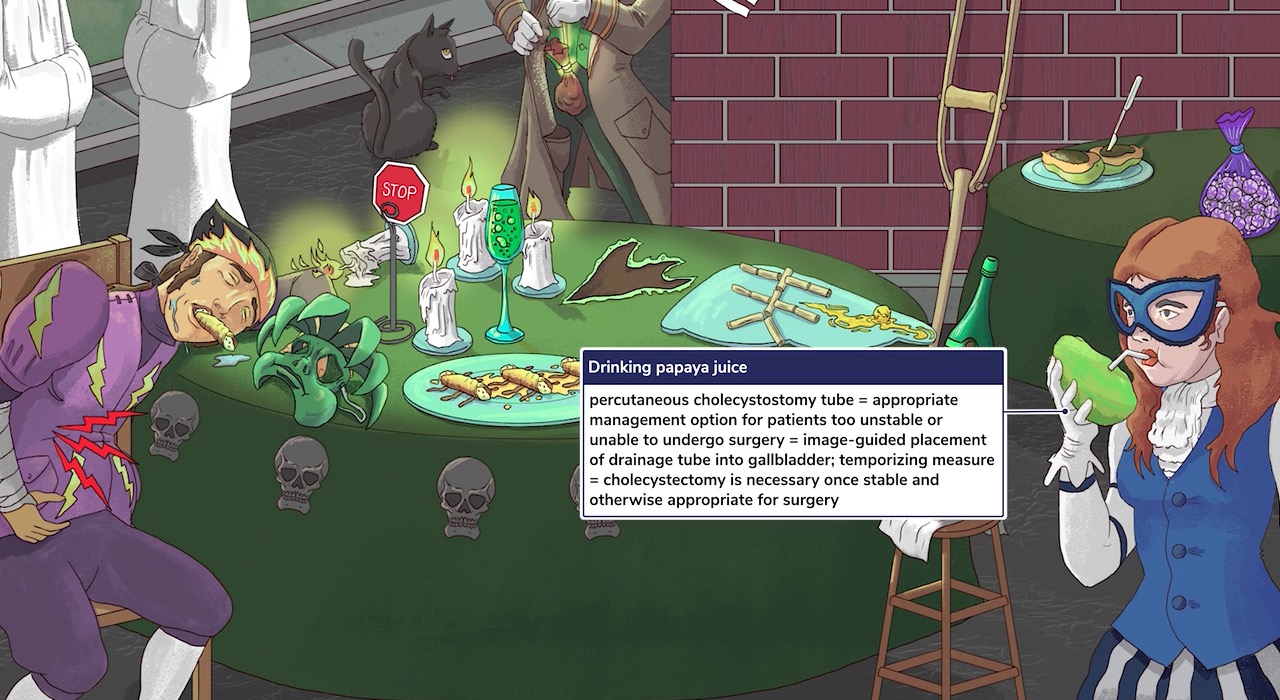 STOP
Drinking papaya juice
percutaneous cholecystostomy tube = appropriate
management option for patients too unstable or
unable to undergo surgery = image-guided placement
of drainage tube into gallbladder; temporizing measure
= cholecystectomy is necessary once stable and
otherwise appropriate for surgery